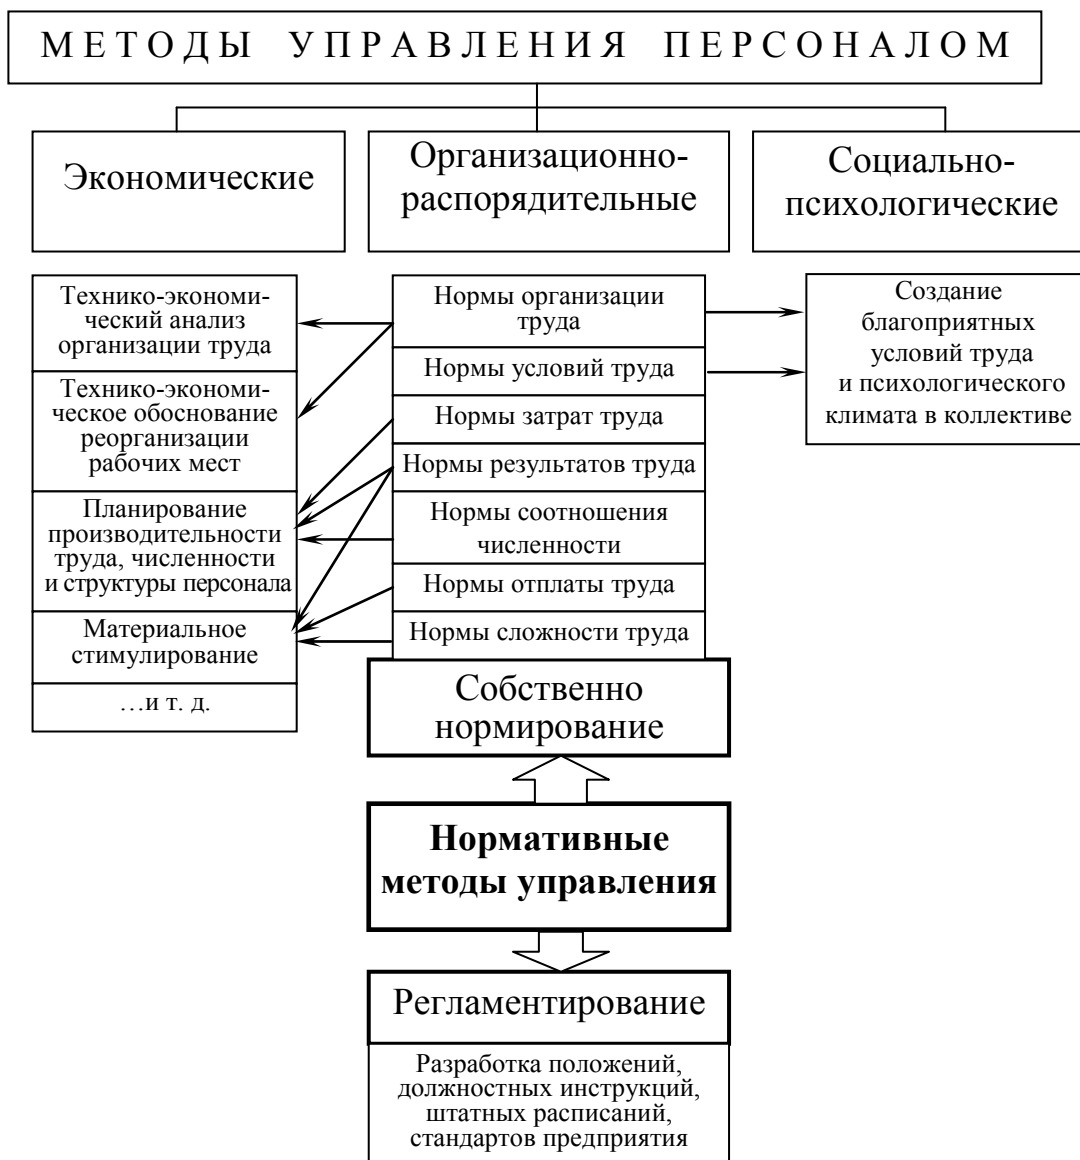 МЕТОДЫ УПРАВЛЕНИЯ ПЕРСОНАЛОМ
Экономические
Организационно-
распорядительные
Социально-
психологические
Технико-экономи-
ческий анализ
организации труда
Технико-экономи-
ческое обоснование
реорганизации
рабочих мест
Планирование
производительности
труда, численности
и структуры персонала
Материальное
стимулирование
…и т. д.
Нормы организации
труда
Нормы условий труда
Нормы затрат труда
Нормы результатов труда
Нормы соотношения
численности
Нормы отплаты труда
Нормы сложности труда
Собственно
нормирование
Создание
благоприятных
условий труда
и психологического
климата в коллективе
Нормативные
методы управления
Регламентирование
Разработка положений,
должностных инструкций,
штатных расписаний,
стандартов предприятия